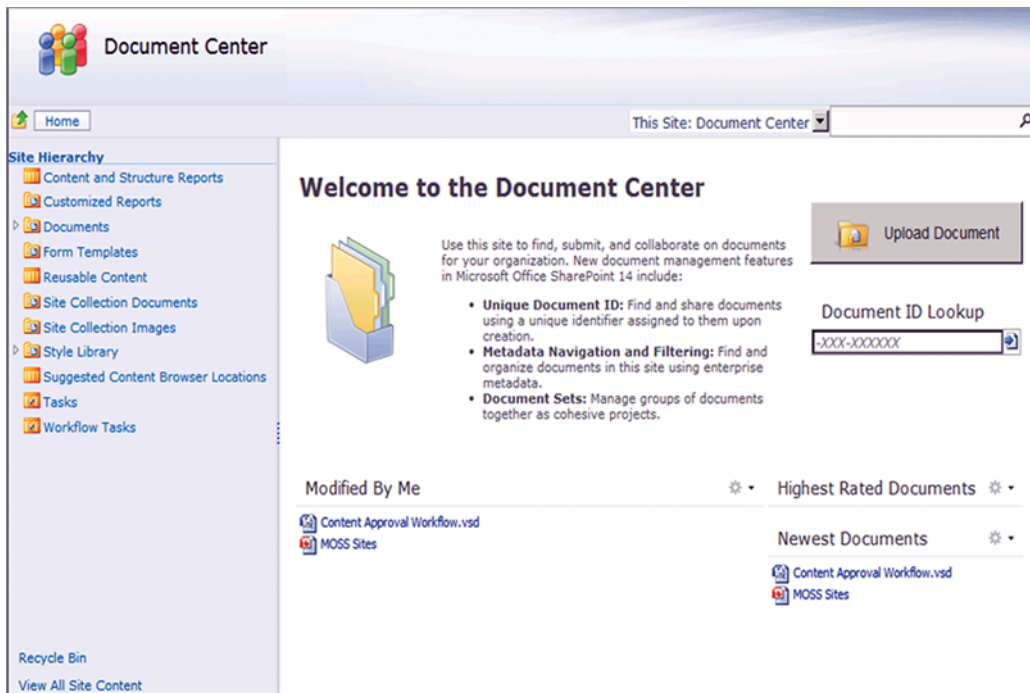 Document Center
Home
This Site: Document Center
Site Hierarchy
Content and Structure Reports
Customized Reports
Documents
Form Templates
Reusable Content
Site Collection Documents
Site Collection Images
Style Library
Suggested Content Browser Locations
Tasks
Workflow Tasks
Recycle Bin
View All Site Content
Welcome to the Document Center
Use this site to find, submit, and collaborate on documents
for your organization. New document management features
in Microsoft Office SharePoint 14 include:
• Unique Document ID: Find and share documents
using a unique identifier assigned to them upon
creation.
• Metadata Navigation and Filtering: Find and
organize documents in this site using enterprise
metadata.
• Document Sets: Manage groups of documents
together as cohesive projects.
Upload Document
Document ID Lookup
-XXX-XXXXXX
Modified By Me
Content Approval Workflow.vsd
MOSS Sites
Highest Rated Documents
Newest Documents
Content Approval Workflow.vsd
MOSS Sites